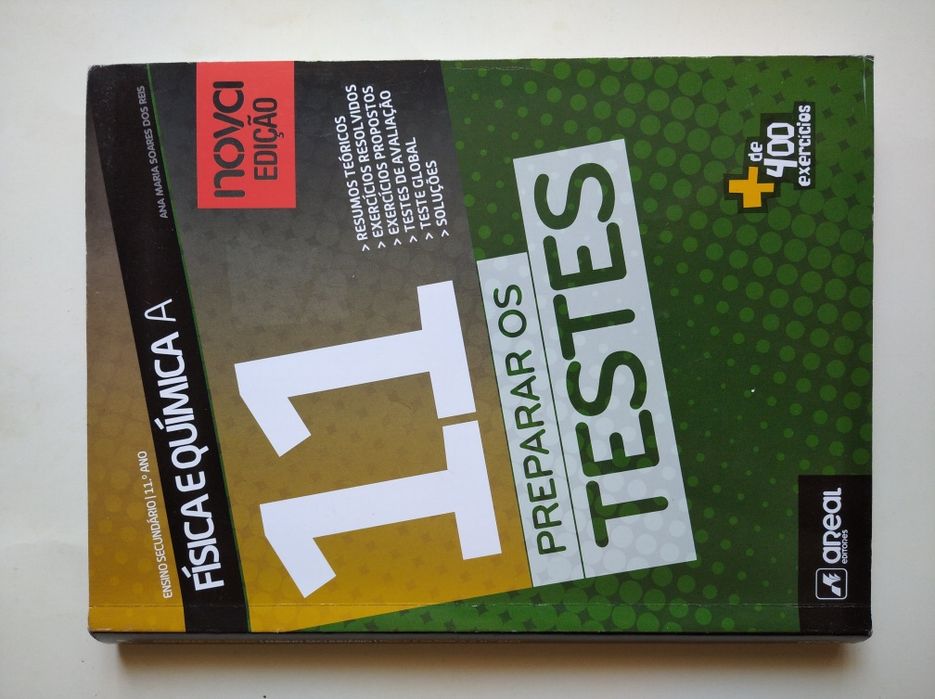 ENSINO SECUNDÁRIO | 11.º ANO
ANA MARIA SOARES DOS REIS
FÍSICA E QUÍMICA A
nova
EDIÇÃO
11
> RESUMOS TEÓRICOS
> EXERCÍCIOS RESOLVIDOS
> EXERCÍCIOS PROPOSTOS
> TESTES DE AVALIAÇÃO
> TESTE GLOBAL
> SOLUÇÕES
PREPARAR OS
TESTES
+ de
400
exercícios
areal
EDITORES